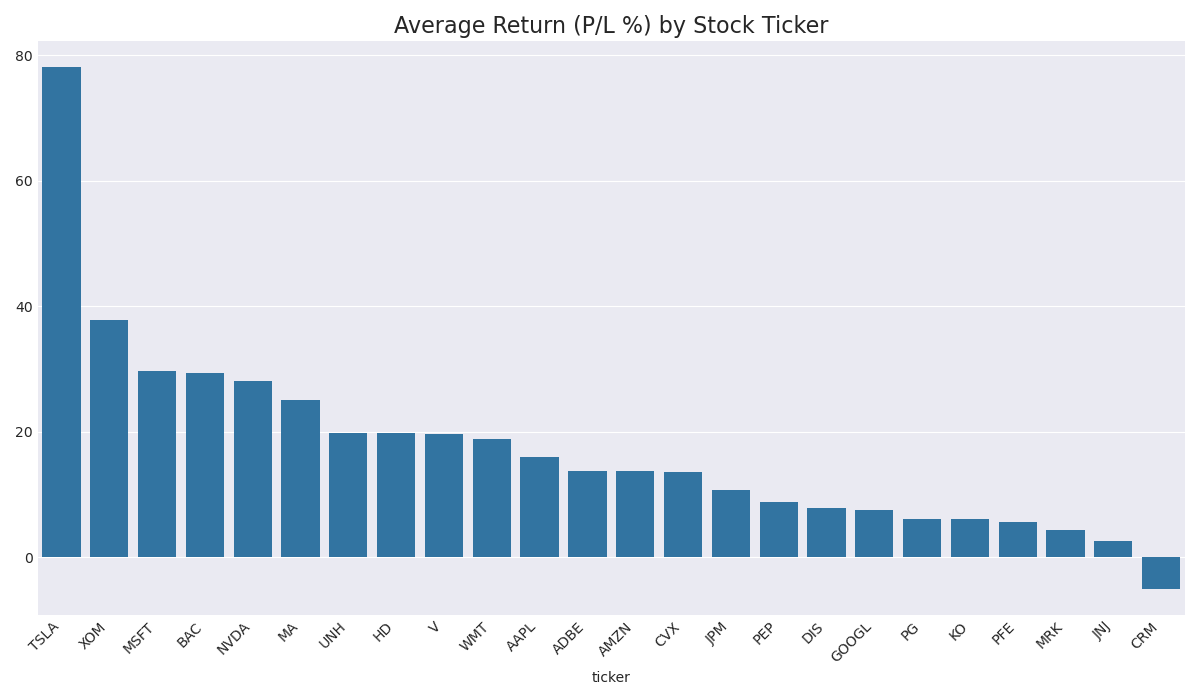 Average Return (P/L %) by Stock Ticker
80
60
40
20
0
TSLA
XOM
MSFT
BAC
NVDA
MA
UNH
HD
V
WMT
AAPL
ADBE
AMZN
CVX
JPM
PEP
DIS
GOOGL
PG
KO
PFE
MRK
JNJ
CRM
ticker